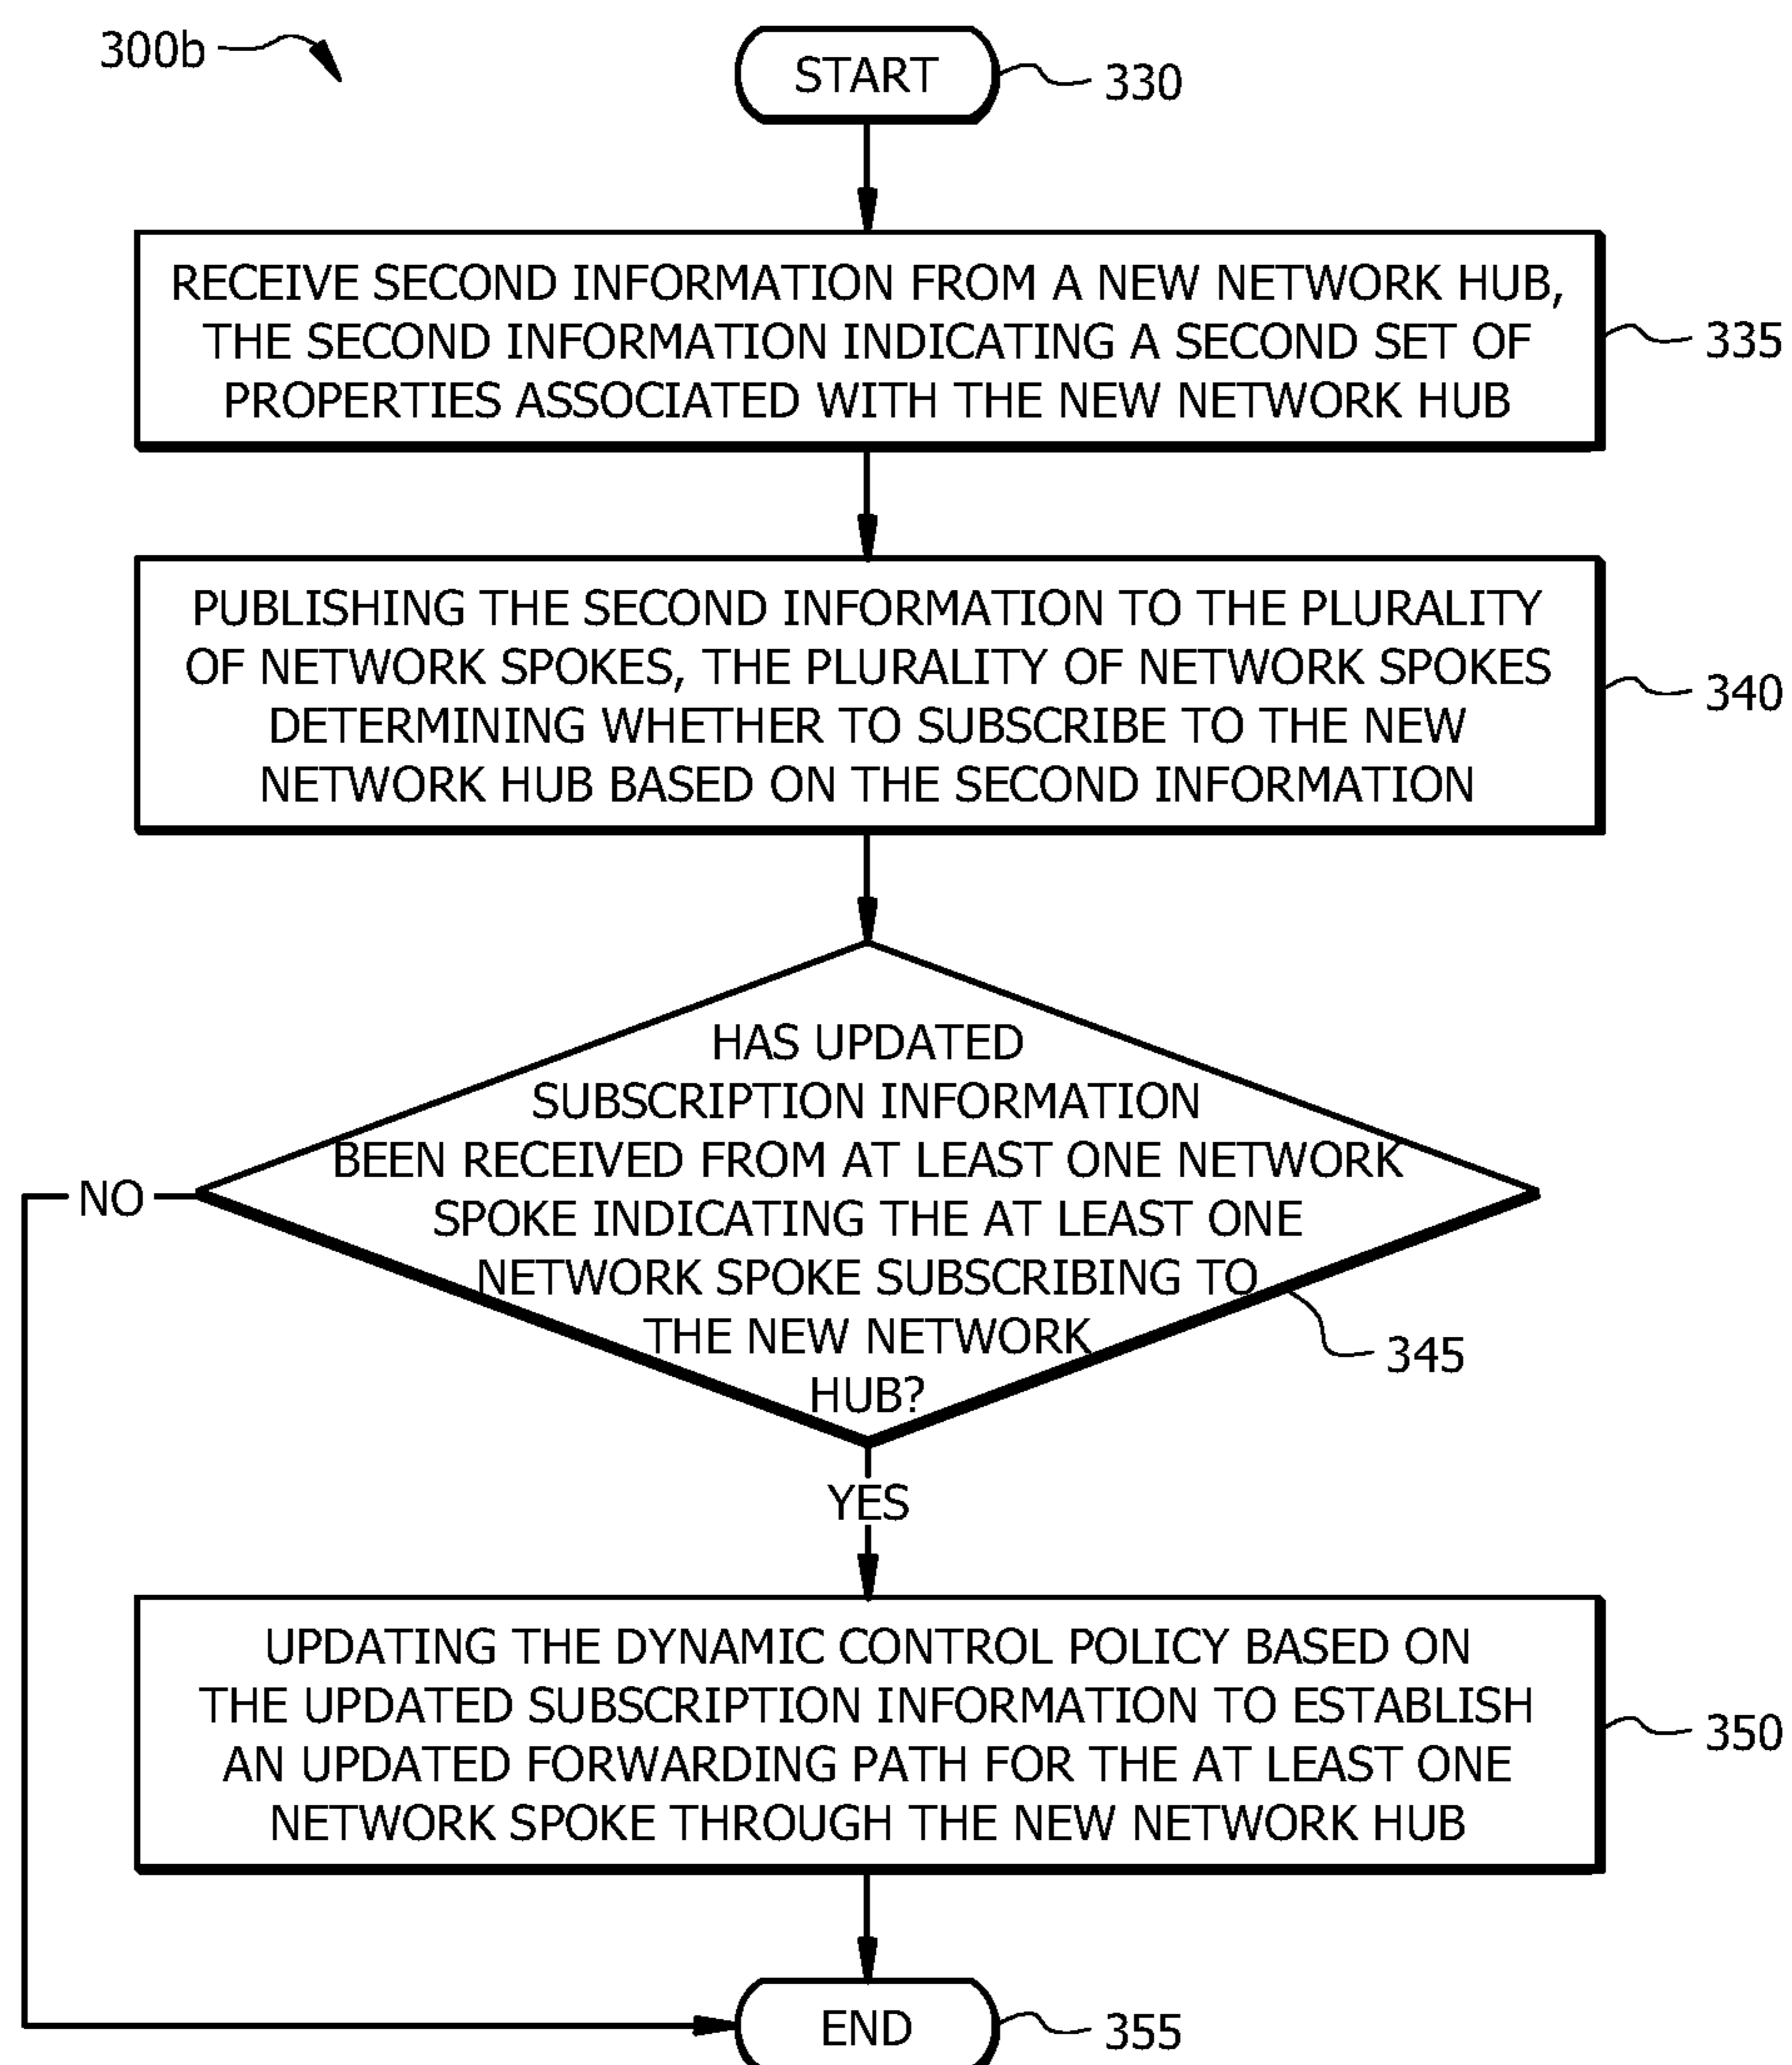 300b
START
330
RECEIVE SECOND INFORMATION FROM A NEW NETWORK HUB,
THE SECOND INFORMATION INDICATING A SECOND SET OF
PROPERTIES ASSOCIATED WITH THE NEW NETWORK HUB
335
PUBLISHING THE SECOND INFORMATION TO THE PLURALITY
OF NETWORK SPOKES, THE PLURALITY OF NETWORK SPOKES
DETERMINING WHETHER TO SUBSCRIBE TO THE NEW
NETWORK HUB BASED ON THE SECOND INFORMATION
340
HAS UPDATED
SUBSCRIPTION INFORMATION
BEEN RECEIVED FROM AT LEAST ONE NETWORK
SPOKE INDICATING THE AT LEAST ONE
NETWORK SPOKE SUBSCRIBING TO
THE NEW NETWORK
HUB?
345
NO
YES
UPDATING THE DYNAMIC CONTROL POLICY BASED ON
THE UPDATED SUBSCRIPTION INFORMATION TO ESTABLISH
AN UPDATED FORWARDING PATH FOR THE AT LEAST ONE
NETWORK SPOKE THROUGH THE NEW NETWORK HUB
350
END
355